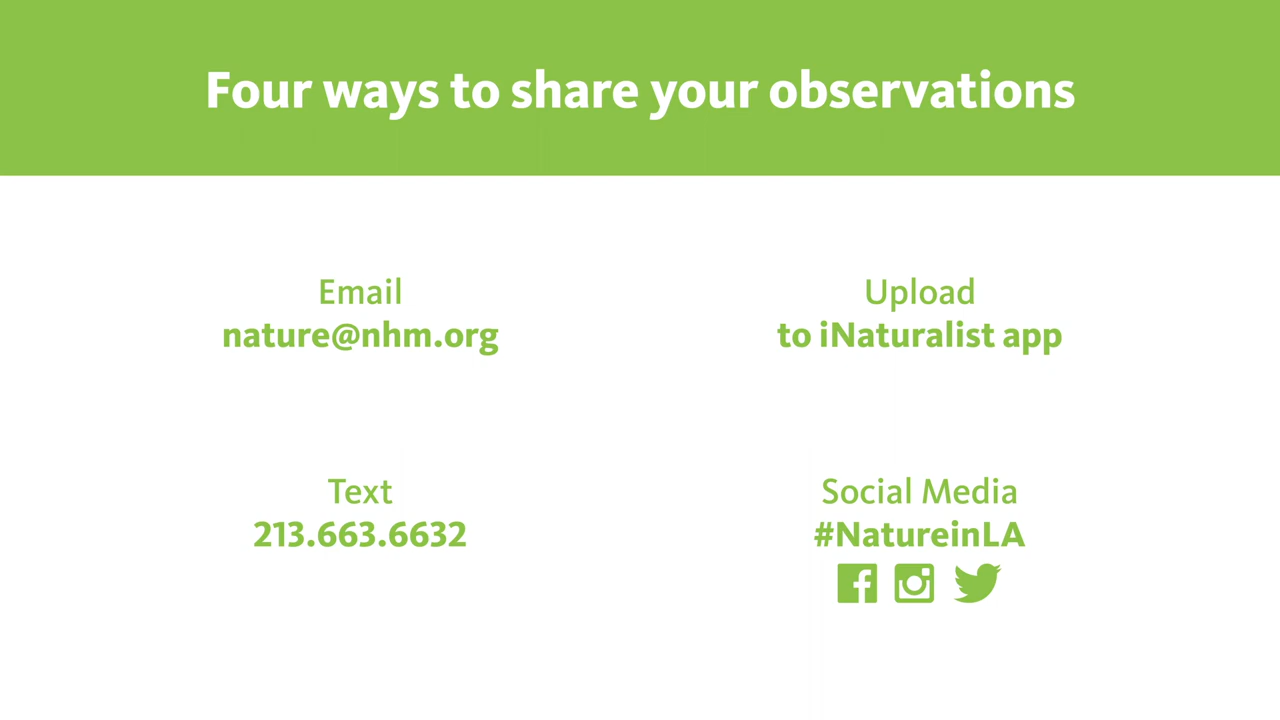 Four ways to share your observations
Email
nature@nhm.org
Upload
to iNaturalist app
Text
213.663.6632
Social Media
#NatureinLA